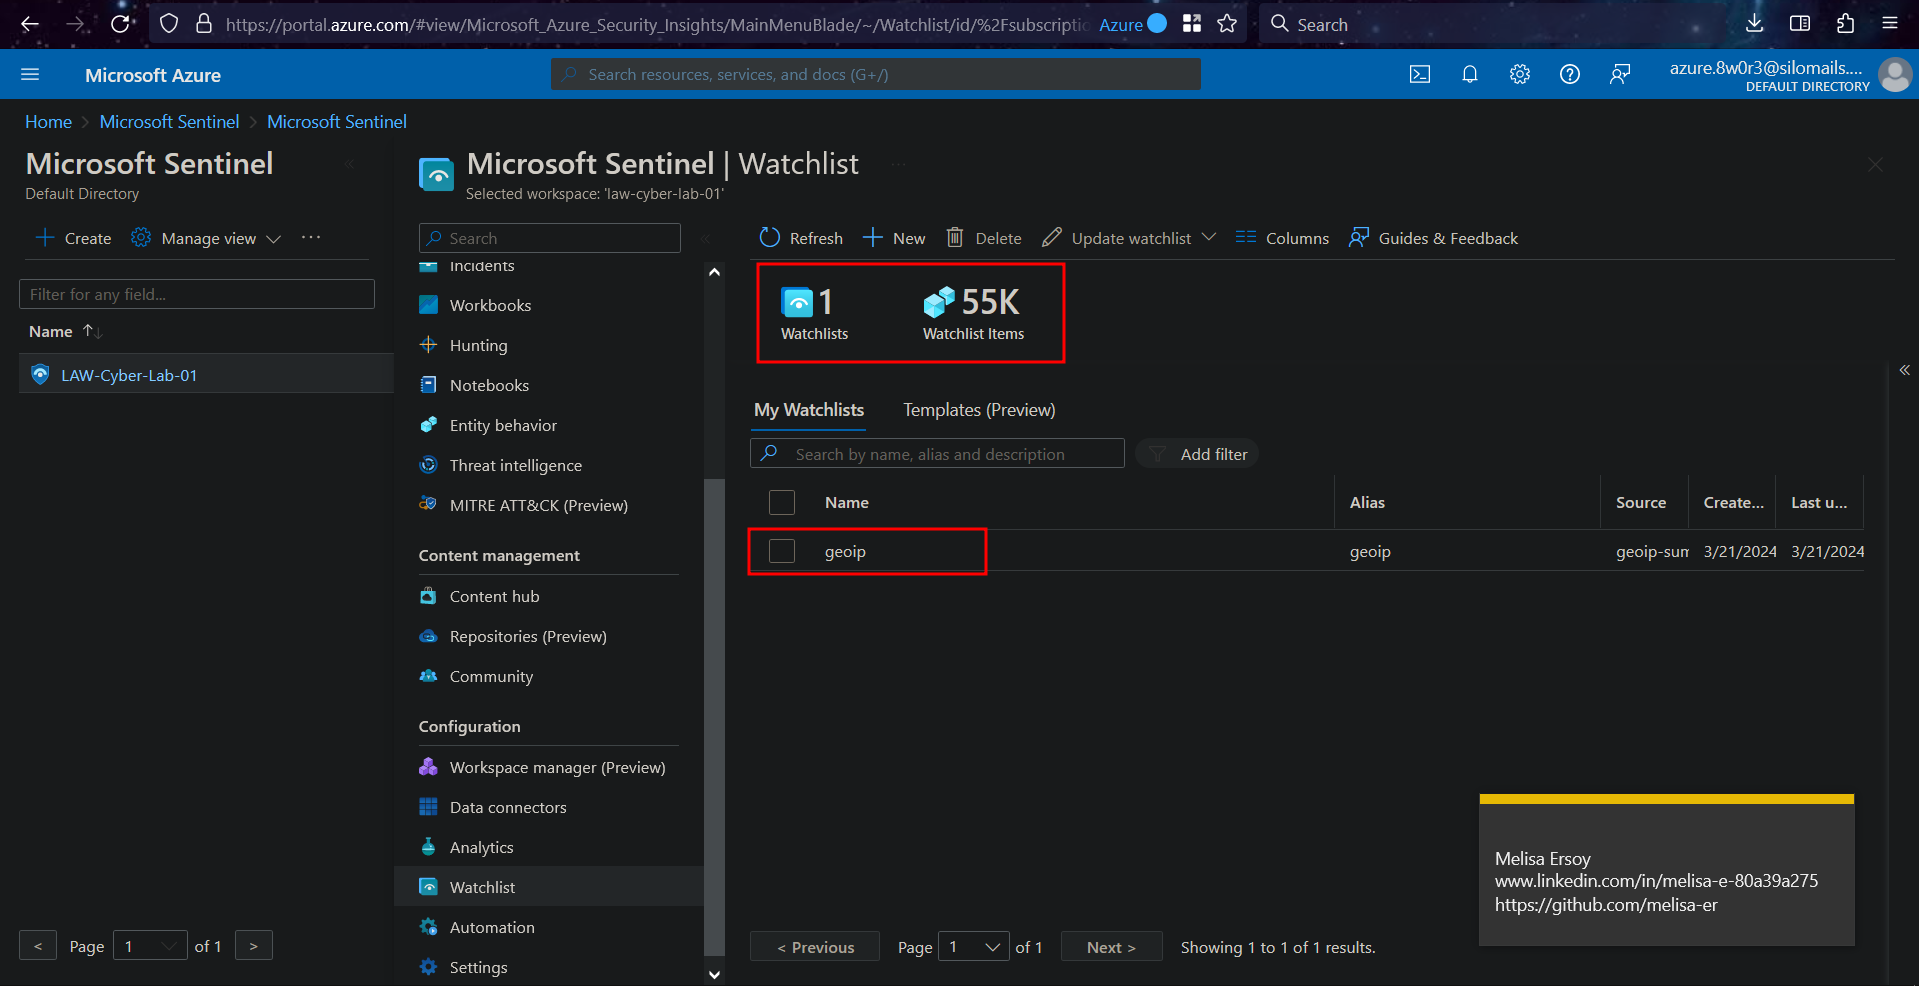 https://portal.azure.com/#view/Microsoft_Azure_Security_Insights/MainMenuBlade/~/Watchlist/id/%2Fsubscriptio
Azure
Search
Microsoft Azure
Search resources, services, and docs (G+/)
azure.8w0r3@silomails....
DEFAULT DIRECTORY
Home > Microsoft Sentinel > Microsoft Sentinel
Microsoft Sentinel
Default Directory
Create
Manage view
...
Filter for any field...
Name
LAW-Cyber-Lab-01
< Page 1 of 1 >
Microsoft Sentinel | Watchlist
...
Selected workspace: 'law-cyber-lab-01'
Search
Incidents
Workbooks
Hunting
Notebooks
Entity behavior
Threat intelligence
MITRE ATT&CK (Preview)
Content management
Content hub
Repositories (Preview)
Community
Configuration
Workspace manager (Preview)
Data connectors
Analytics
Watchlist
Automation
Settings
Refresh
New
Delete
Update watchlist
Columns
Guides & Feedback
1
Watchlists
55K
Watchlist Items
My Watchlists
Templates (Preview)
Search by name, alias and description
Add filter
Name Alias Source Create... Last u...
geoip geoip geoip-sum 3/21/2024 3/21/2024
< Previous Page 1 of 1 Next > Showing 1 to 1 of 1 results.
Melisa Ersoy
www.linkedin.com/in/melisa-e-80a39a275
https://github.com/melisa-er